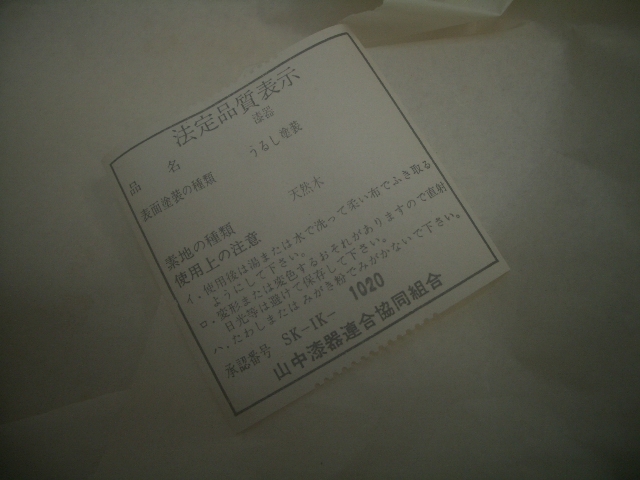 法定品質表示
品名 漆器
表面塗装の種類 うるし塗装
素地の種類 天然木
使用上の注意
イ．使用後は湯または水で洗って柔い布でふき取る
ようにして下さい。
ロ．変形または変色するおそれがありますので直射
日光等は避けて保存して下さい。
ハ．たわしまたはみがき粉でみがかないで下さい。
承認番号 SK-IK- 1020
山中漆器連合協同組合